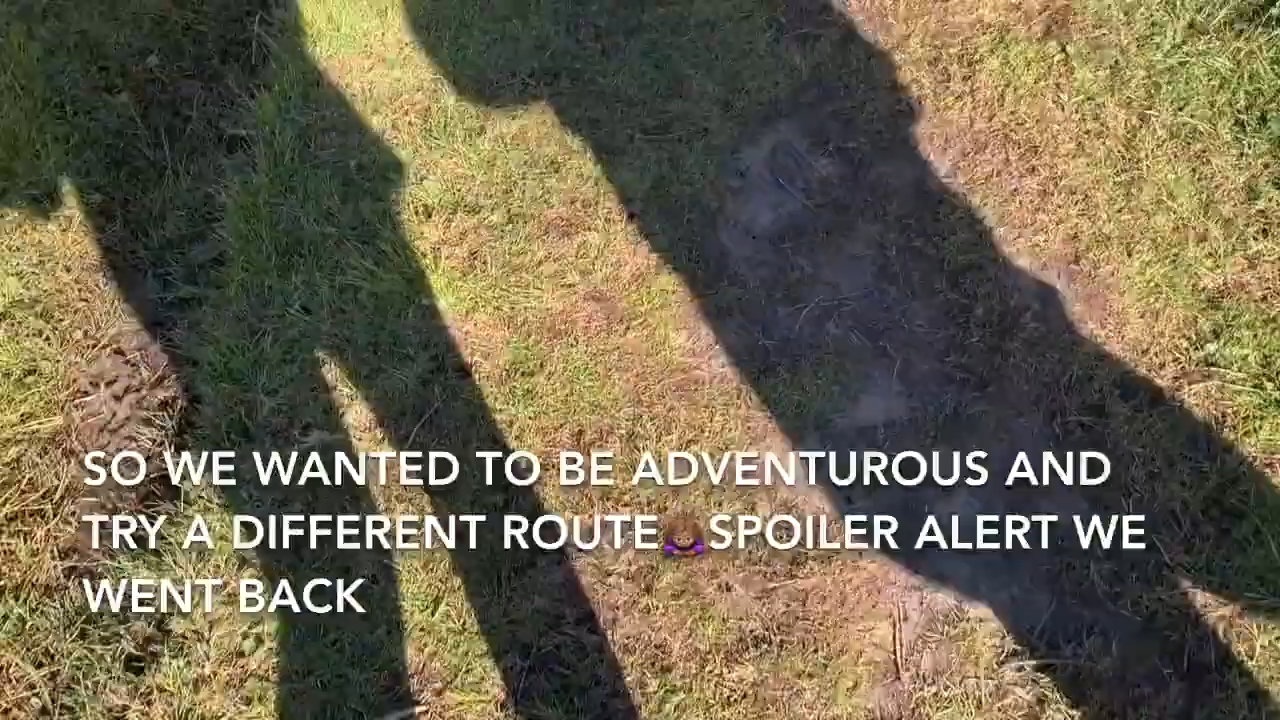 SO WE WANTED TO BE ADVENTUROUS AND
TRY A DIFFERENT ROUTE🤷🏽‍♀️SPOILER ALERT WE
WENT BACK